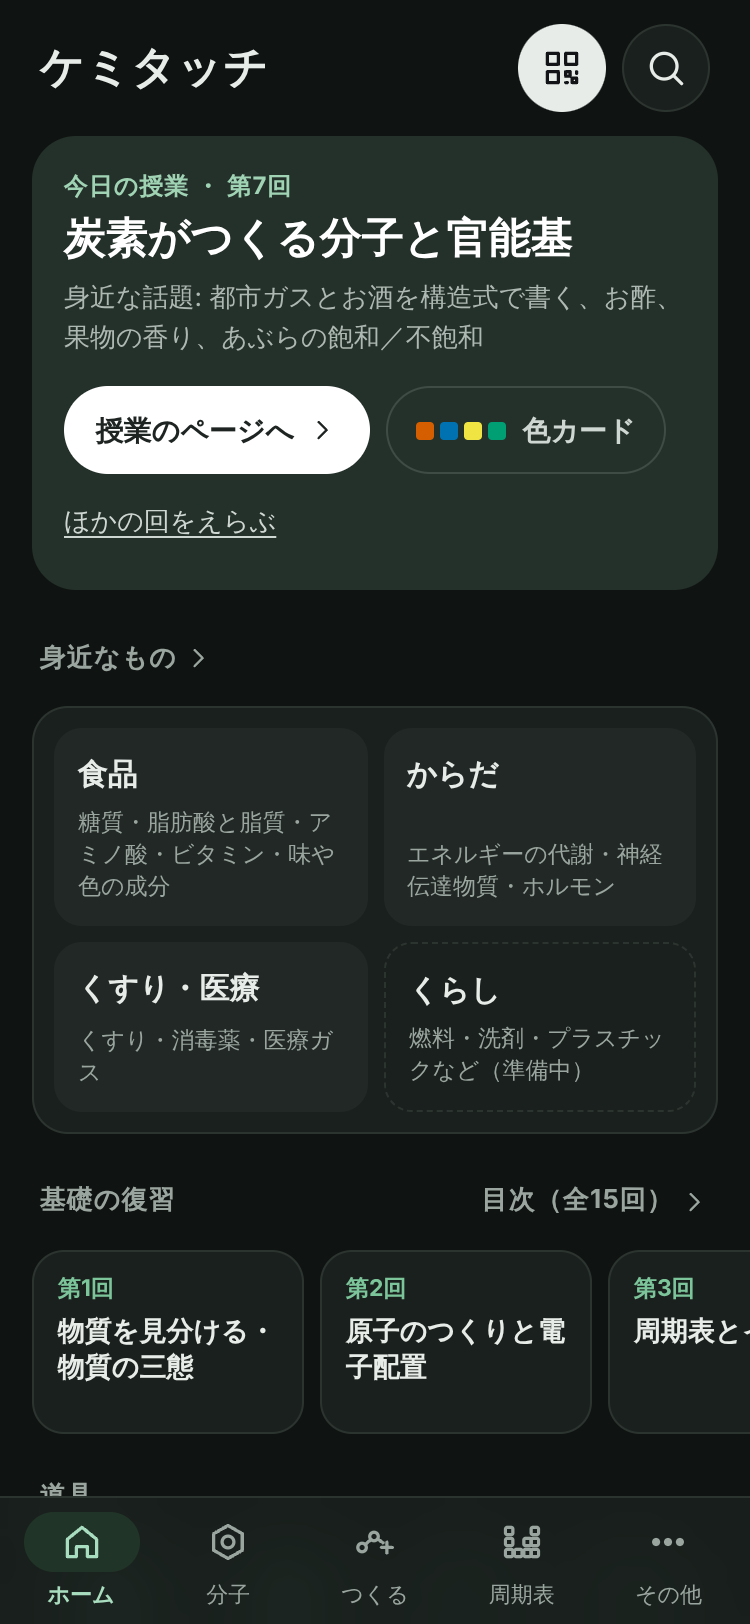 ケミタッチ
今日の授業 ・ 第7回
炭素がつくる分子と官能基
身近な話題: 都市ガスとお酒を構造式で書く、お酢、
果物の香り、あぶらの飽和／不飽和
授業のページへ
色カード
ほかの回をえらぶ
身近なもの
食品
糖質・脂肪酸と脂質・ア
ミノ酸・ビタミン・味や
色の成分
からだ
エネルギーの代謝・神経
伝達物質・ホルモン
くすり・医療
くすり・消毒薬・医療ガ
ス
くらし
燃料・洗剤・プラスチッ
クなど（準備中）
基礎の復習
目次（全15回）
第1回
物質を見分ける・
物質の三態
第2回
原子のつくりと電
子配置
第3回
周期表と
道具
ホーム
分子
つくる
周期表
その他